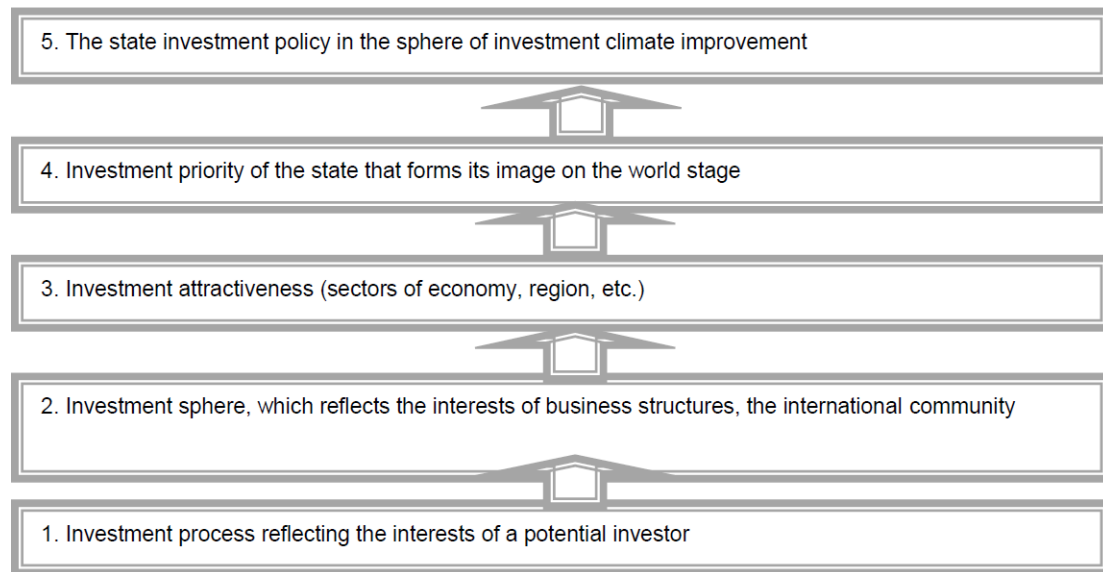 5. The state investment policy in the sphere of investment climate improvement
4. Investment priority of the state that forms its image on the world stage
3. Investment attractiveness (sectors of economy, region, etc.)
2. Investment sphere, which reflects the interests of business structures, the international community
1. Investment process reflecting the interests of a potential investor